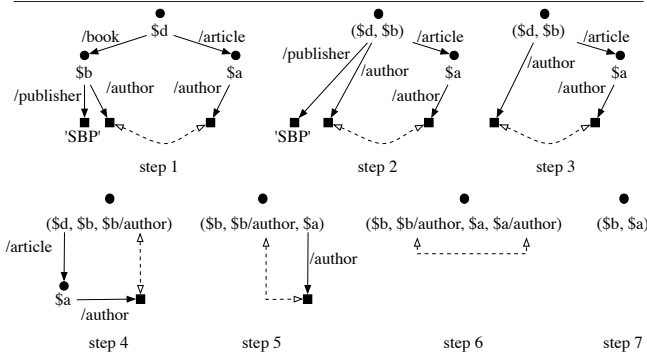 $d
/book
/article
$b
$a
/publisher
/author
/author
'SBP'
step 1
($d, $b)
/article
/publisher
/author
$a
/author
'SBP'
step 2
($d, $b)
/article
/author
$a
/author
step 3
($d, $b, $b/author)
/article
$a
/author
step 4
($b, $b/author, $a)
/author
step 5
($b, $b/author, $a, $a/author)
step 6
($b, $a)
step 7